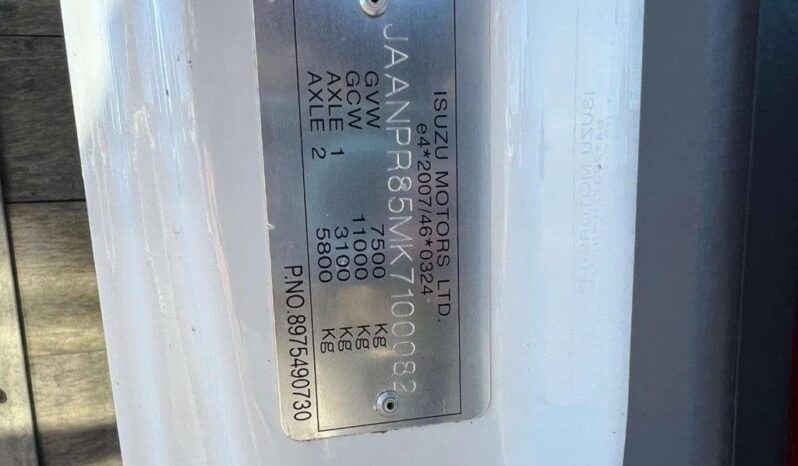 ISUZU MOTORS LTD.
e4*2007/46*0324
JAANPR85MK7100082
GVW 7500 kg
GCW 11000 kg
AXLE 1 3100 kg
AXLE 2 5800 kg
P.NO.8975490730